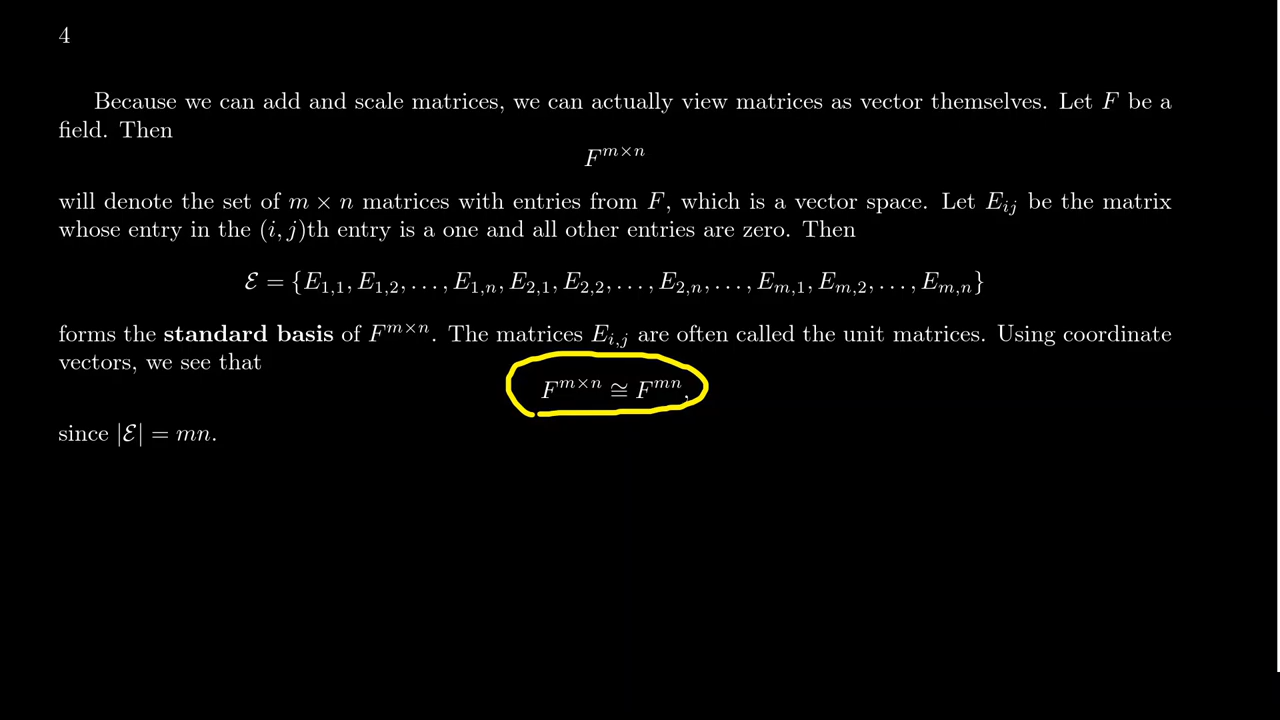 4
Because we can add and scale matrices, we can actually view matrices as vector themselves. Let F be a
field. Then
F^{m×n}
will denote the set of m × n matrices with entries from F, which is a vector space. Let E_{ij} be the matrix
whose entry in the (i, j)th entry is a one and all other entries are zero. Then
ℰ = {E_{1,1}, E_{1,2}, . . . , E_{1,n}, E_{2,1}, E_{2,2}, . . . , E_{2,n}, . . . , E_{m,1}, E_{m,2}, . . . , E_{m,n}}
forms the standard basis of F^{m×n}. The matrices E_{i,j} are often called the unit matrices. Using coordinate
vectors, we see that
F^{m×n} ≅ F^{mn},
since |ℰ| = mn.